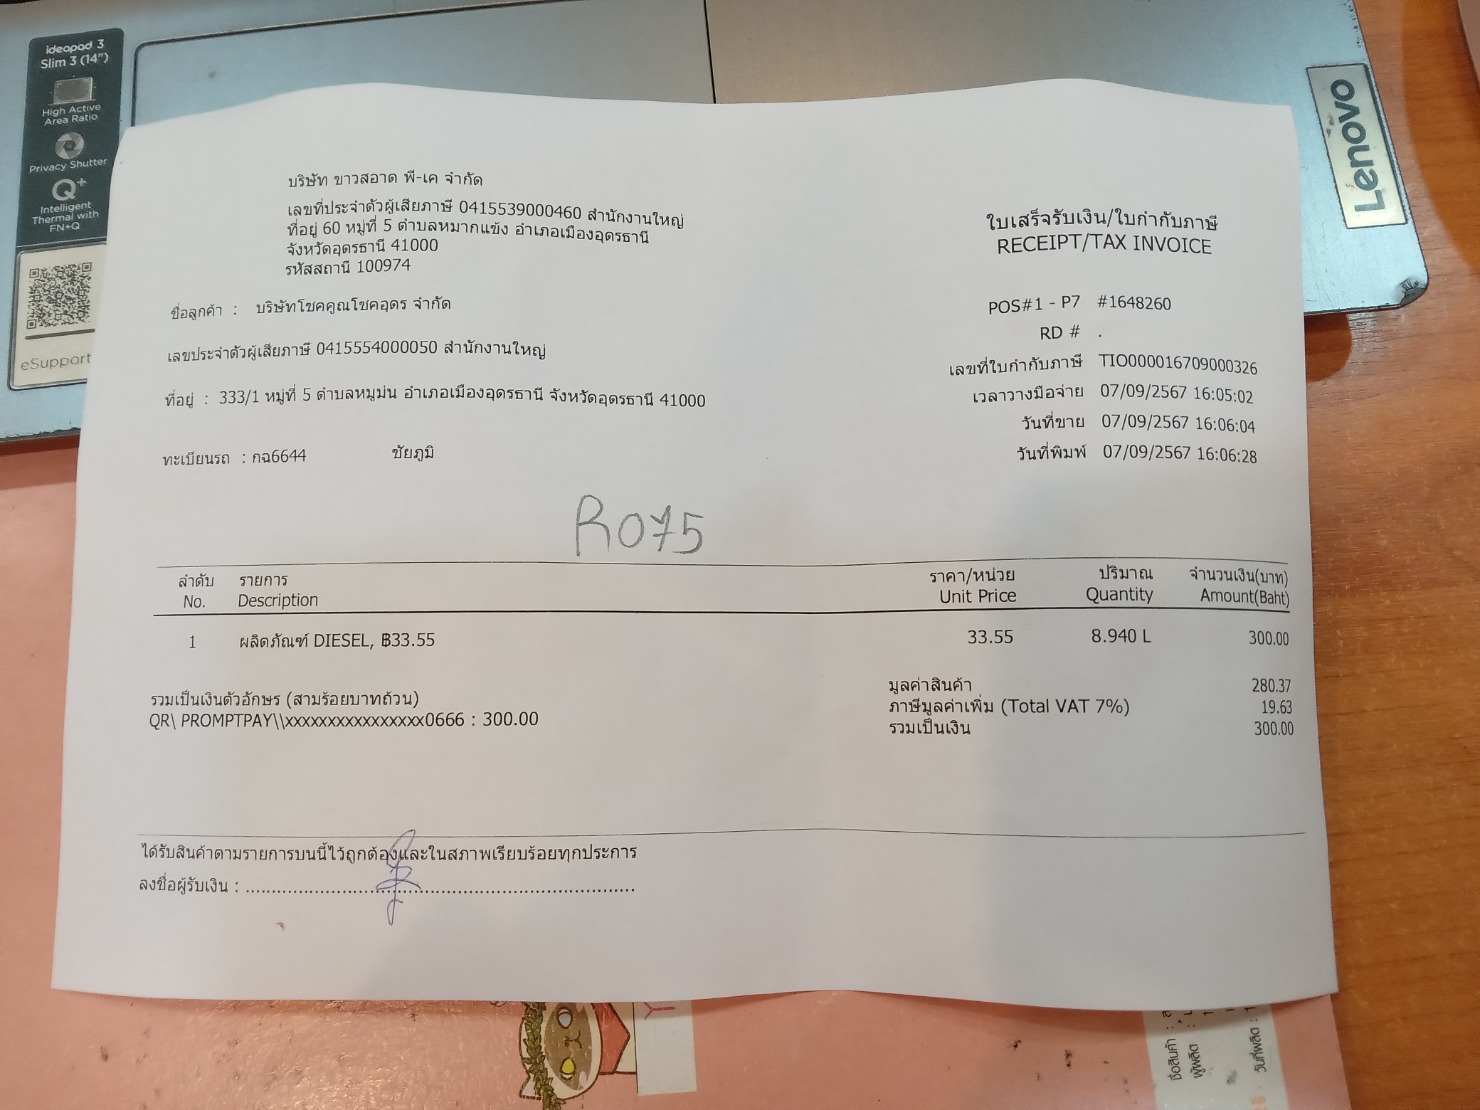 ideapad 3
Slim 3 (14")
High Active
Area Ratio
Privacy Shutter
Q+
Intelligent
Thermal with
FN+Q
eSupport
Lenovo
บริษัท ขาวสอาด พี-เค จำกัด
เลขที่ประจำตัวผู้เสียภาษี 0415539000460 สำนักงานใหญ่
ที่อยู่ 60 หมู่ที่ 5 ตำบลหมากแข้ง อำเภอเมืองอุดรธานี
จังหวัดอุดรธานี 41000
รหัสสถานี 100974
ใบเสร็จรับเงิน/ใบกำกับภาษี
RECEIPT/TAX INVOICE
ชื่อลูกค้า : บริษัทโชคคูณโชคอุดร จำกัด
เลขประจำตัวผู้เสียภาษี 0415554000050 สำนักงานใหญ่
ที่อยู่ : 333/1 หมู่ที่ 5 ตำบลหมูม่น อำเภอเมืองอุดรธานี จังหวัดอุดรธานี 41000
ทะเบียนรถ : กฉ6644 ชัยภูมิ
POS#1 - P7 #1648260
RD # .
เลขที่ใบกำกับภาษี TIO000016709000326
เวลาวางมือจ่าย 07/09/2567 16:05:02
วันที่ขาย 07/09/2567 16:06:04
วันที่พิมพ์ 07/09/2567 16:06:28
R075
ลำดับ รายการ ราคา/หน่วย ปริมาณ จำนวนเงิน(บาท)
No. Description Unit Price Quantity Amount(Baht)
1 ผลิตภัณฑ์ DIESEL, ฿33.55 33.55 8.940 L 300.00
รวมเป็นเงินตัวอักษร (สามร้อยบาทถ้วน)
QR\ PROMPTPAY\\xxxxxxxxxxxxxxxx0666 : 300.00
มูลค่าสินค้า 280.37
ภาษีมูลค่าเพิ่ม (Total VAT 7%) 19.63
รวมเป็นเงิน 300.00
ได้รับสินค้าตามรายการบนนี้ไว้ถูกต้องและในสภาพเรียบร้อยทุกประการ
ลงชื่อผู้รับเงิน : ..........................................................................
ชื่อสินค้า :
ผู้ผลิต :
วันที่ผลิต :